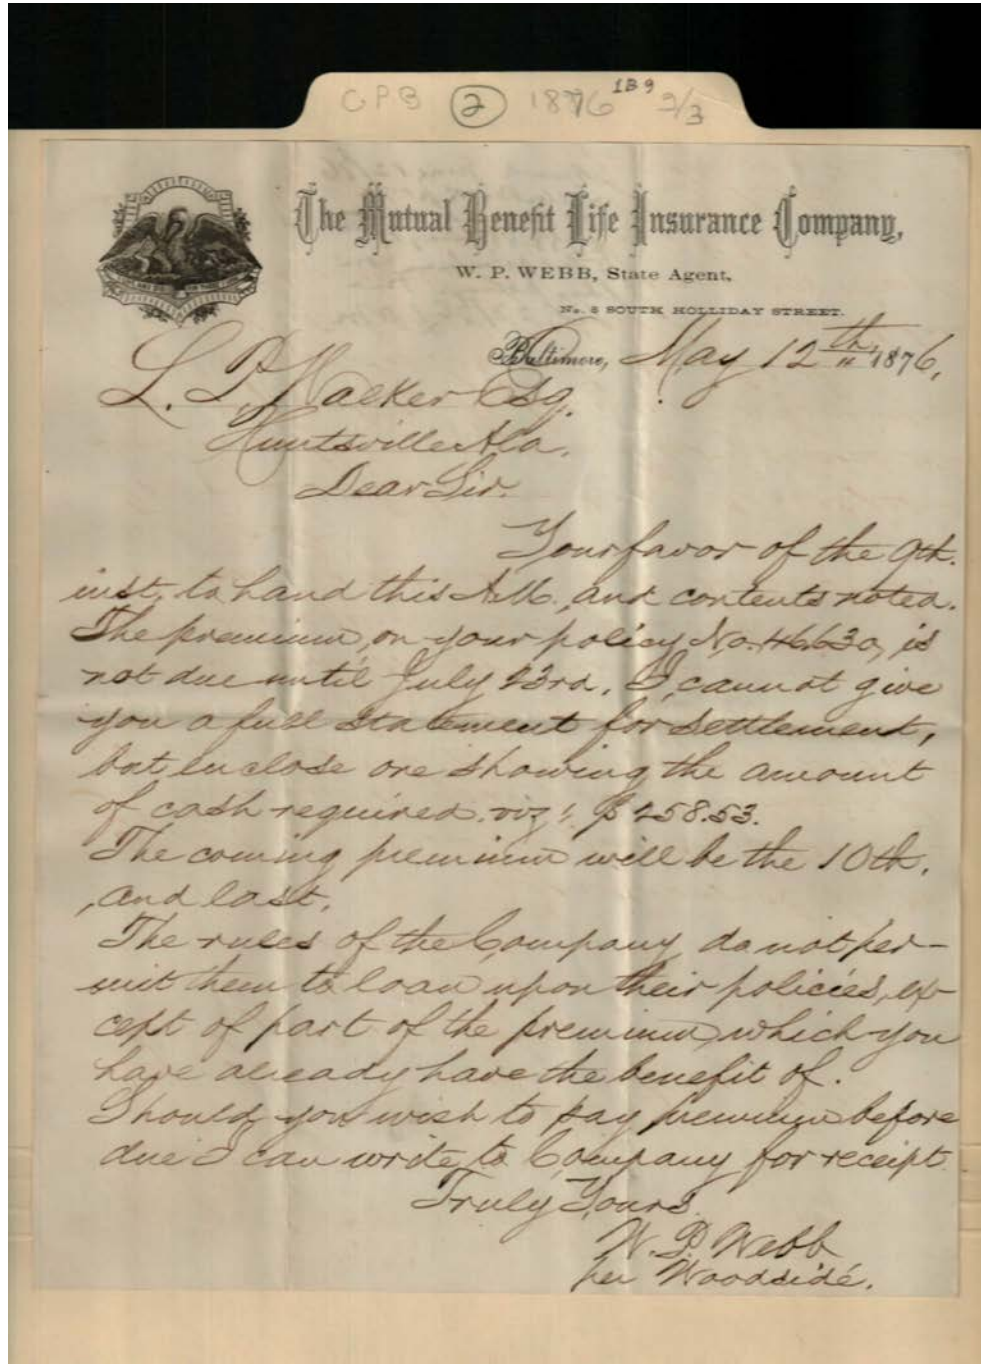 CPB 2 1876 1B9 2/3
The Mutual Benefit Life Insurance Company,
W. P. WEBB, State Agent,
No. 8 SOUTH HOLLIDAY STREET.
Baltimore, May 12th 1876,
L. P. Walker Esq.
Huntsville Ala.
Dear Sir.
Your favor of the 9th.
inst, to hand this A.M., and contents noted.
The premium, on your policy No. 46.630, is
not due until July 23rd. I, cannot give
you a full statement for settlement,
but enclose one showing the amount
of cash required. viz: $258.53.
The coming premium will be the 10th.
, and last.
The rules of the Company, do not per-
mit them to loan upon their policies, ex-
cept of part of the premium, which you
have already have the benefit of.
Should, you wish to pay premium before
due I can write, to Company for receipt
Truly Yours.
W. P. Webb
per Woodside.